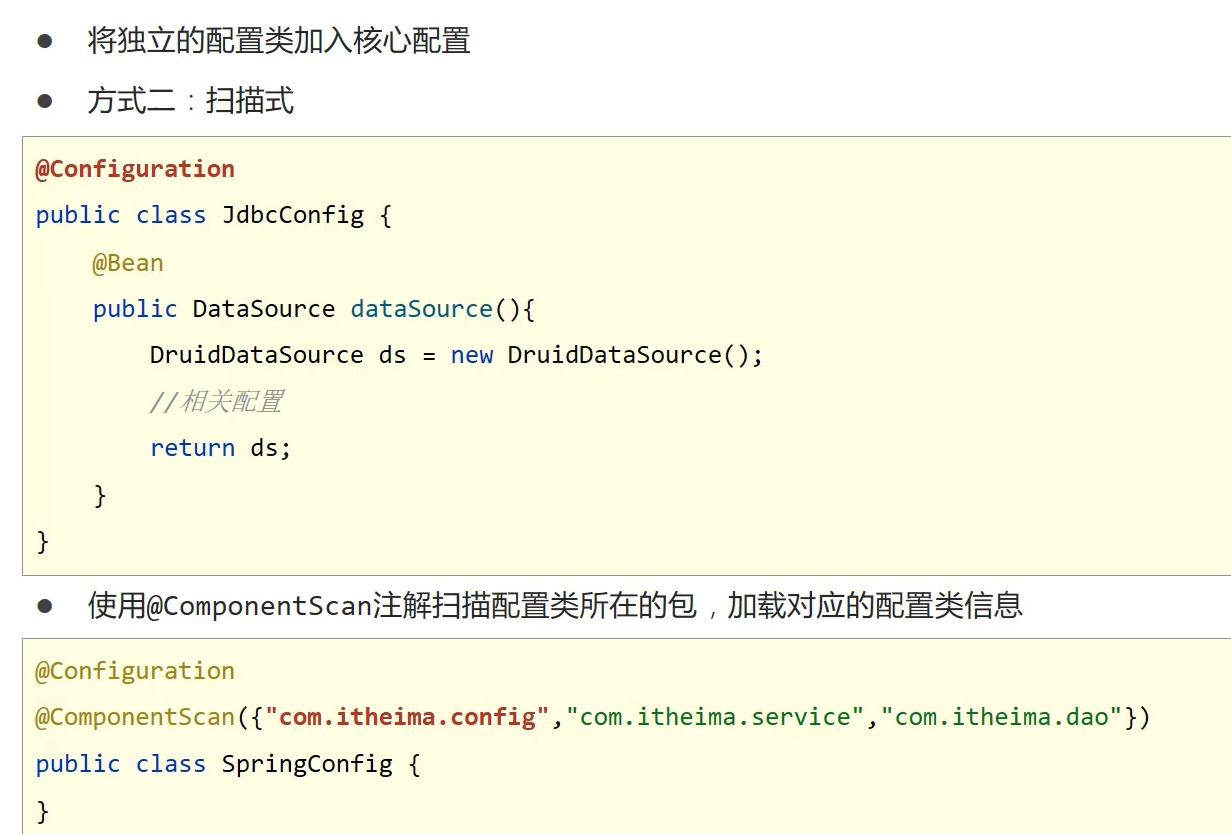 ● 将独立的配置类加入核心配置
● 方式二：扫描式
@Configuration
public class JdbcConfig {
    @Bean
    public DataSource dataSource(){
        DruidDataSource ds = new DruidDataSource();
        //相关配置
        return ds;
    }
}
● 使用@ComponentScan注解扫描配置类所在的包，加载对应的配置类信息
@Configuration
@ComponentScan({"com.itheima.config","com.itheima.service","com.itheima.dao"})
public class SpringConfig {
}